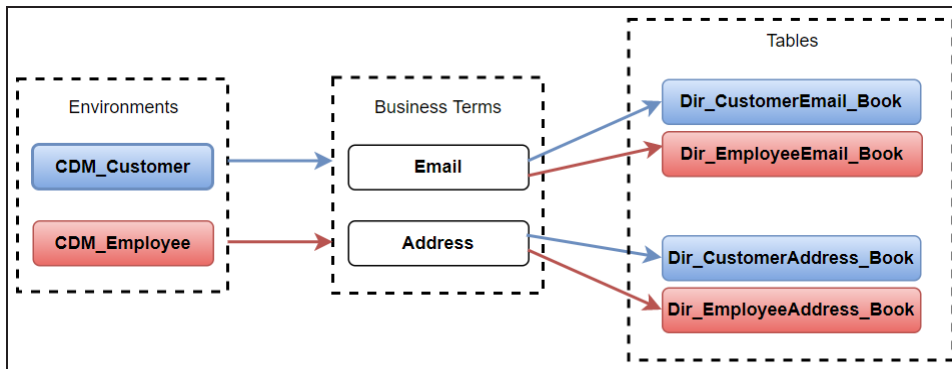 Environments
CDM_Customer
CDM_Employee
Business Terms
Email
Address
Tables
Dir_CustomerEmail_Book
Dir_EmployeeEmail_Book
Dir_CustomerAddress_Book
Dir_EmployeeAddress_Book